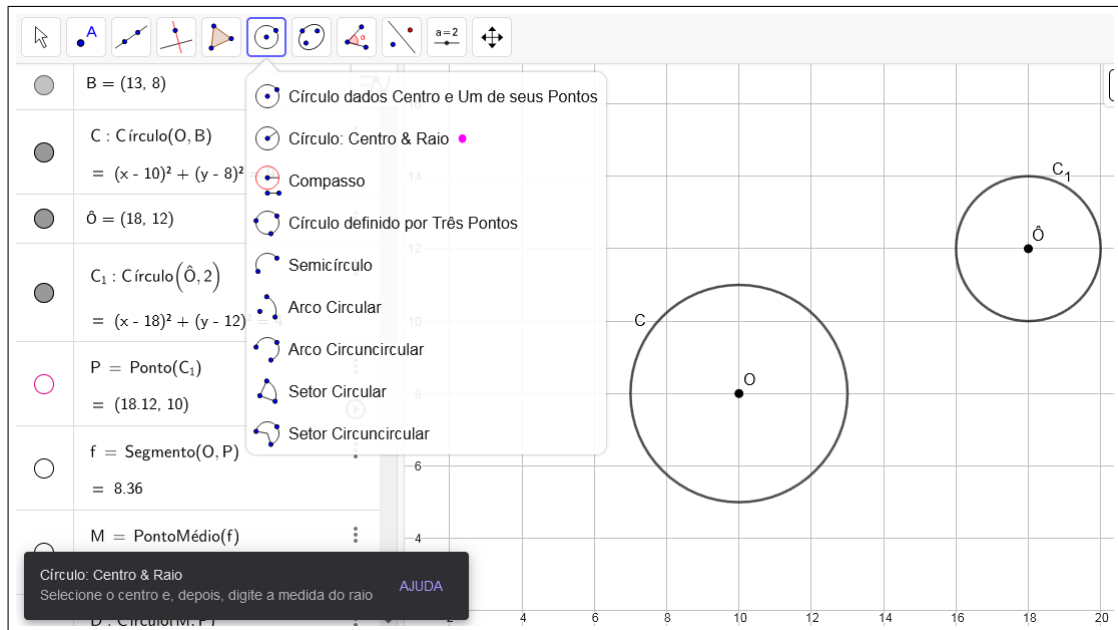 A
α
a=2
B = (13, 8)
C : Círculo(O, B)
= (x - 10)² + (y - 8)²
Ô = (18, 12)
C₁ : Círculo(Ô, 2)
= (x - 18)² + (y - 12)² = 4
P = Ponto(C₁)
= (18.12, 10)
f = Segmento(O, P)
= 8.36
M = PontoMédio(f)
D : Círculo(M, P)
Círculo dados Centro e Um de seus Pontos
Círculo: Centro & Raio
Compasso
Círculo definido por Três Pontos
Semicírculo
Arco Circular
Arco Circuncircular
Setor Circular
Setor Circuncircular
Círculo: Centro & Raio
Selecione o centro e, depois, digite a medida do raio
AJUDA
16
14
12
10
8
6
4
2
4
6
8
10
12
14
16
18
20
C
O
C₁
Ô